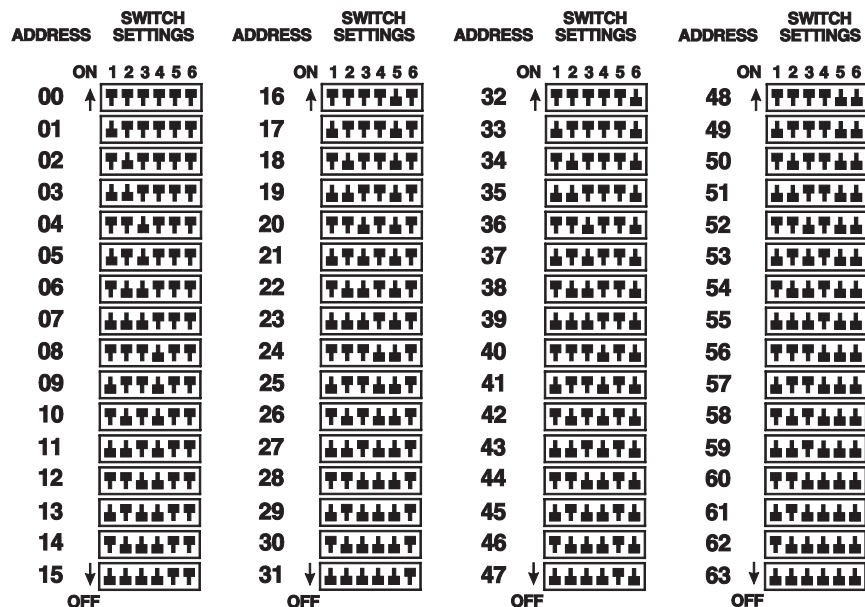 SWITCH SWITCH SWITCH SWITCH
ADDRESS SETTINGS ADDRESS SETTINGS ADDRESS SETTINGS ADDRESS SETTINGS
ON 1 2 3 4 5 6 ON 1 2 3 4 5 6 ON 1 2 3 4 5 6 ON 1 2 3 4 5 6
00 16 32 48
01 17 33 49
02 18 34 50
03 19 35 51
04 20 36 52
05 21 37 53
06 22 38 54
07 23 39 55
08 24 40 56
09 25 41 57
10 26 42 58
11 27 43 59
12 28 44 60
13 29 45 61
14 30 46 62
15 31 47 63
OFF OFF OFF OFF